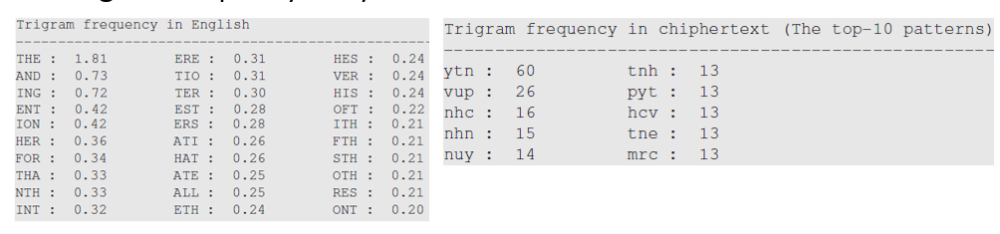 Trigram frequency in English
THE : 1.81 ERE : 0.31 HES : 0.24
AND : 0.73 TIO : 0.31 VER : 0.24
ING : 0.72 TER : 0.30 HIS : 0.24
ENT : 0.42 EST : 0.28 OFT : 0.22
ION : 0.42 ERS : 0.28 ITH : 0.21
HER : 0.36 ATI : 0.26 FTH : 0.21
FOR : 0.34 HAT : 0.26 STH : 0.21
THA : 0.33 ATE : 0.25 OTH : 0.21
NTH : 0.33 ALL : 0.25 RES : 0.21
INT : 0.32 ETH : 0.24 ONT : 0.20
Trigram frequency in chiphertext (The top-10 patterns)
ytn : 60 tnh : 13
vup : 26 pyt : 13
nhc : 16 hcv : 13
nhn : 15 tne : 13
nuy : 14 mrc : 13